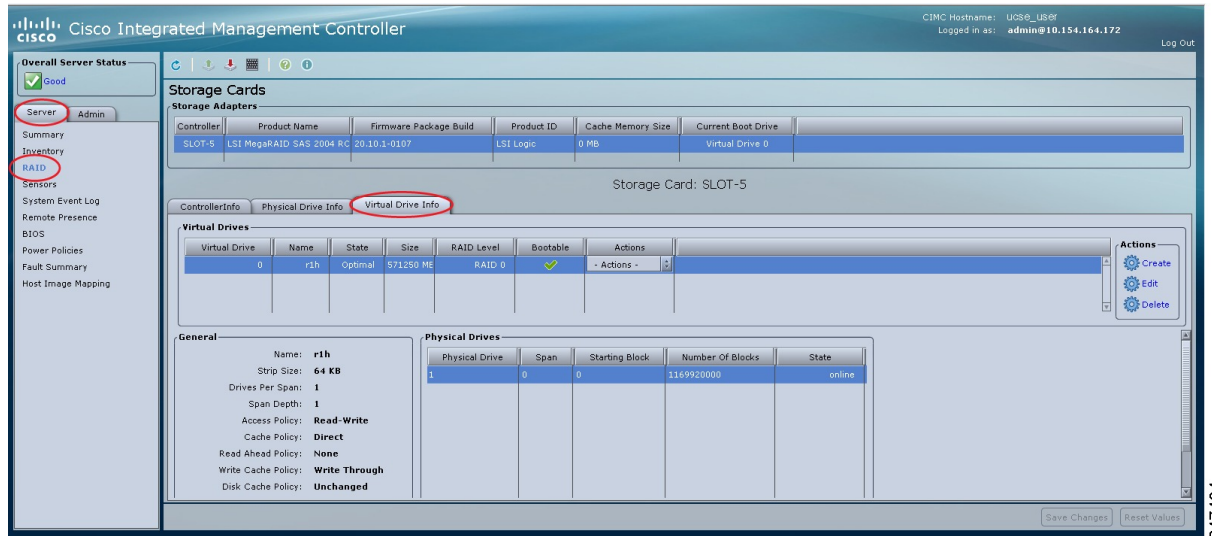 CISCO Cisco Integrated Management Controller
CIMC Hostname: ucse_user
Logged in as: admin@10.154.164.172
Log Out
Overall Server Status
Good
Server Admin
Summary
Inventory
RAID
Sensors
System Event Log
Remote Presence
BIOS
Power Policies
Fault Summary
Host Image Mapping
Storage Cards
Storage Adapters
Controller Product Name Firmware Package Build Product ID Cache Memory Size Current Boot Drive
SLOT-5 LSI MegaRAID SAS 2004 RC 20.10.1-0107 LSI Logic 0 MB Virtual Drive 0
Storage Card: SLOT-5
ControllerInfo Physical Drive Info Virtual Drive Info
Virtual Drives
Virtual Drive Name State Size RAID Level Bootable Actions
0 r1h Optimal 571250 ME RAID 0 - Actions -
Actions
Create
Edit
Delete
General
Name: r1h
Strip Size: 64 KB
Drives Per Span: 1
Span Depth: 1
Access Policy: Read-Write
Cache Policy: Direct
Read Ahead Policy: None
Write Cache Policy: Write Through
Disk Cache Policy: Unchanged
Physical Drives
Physical Drive Span Starting Block Number Of Blocks State
1 0 0 1169920000 online
Save Changes Reset Values